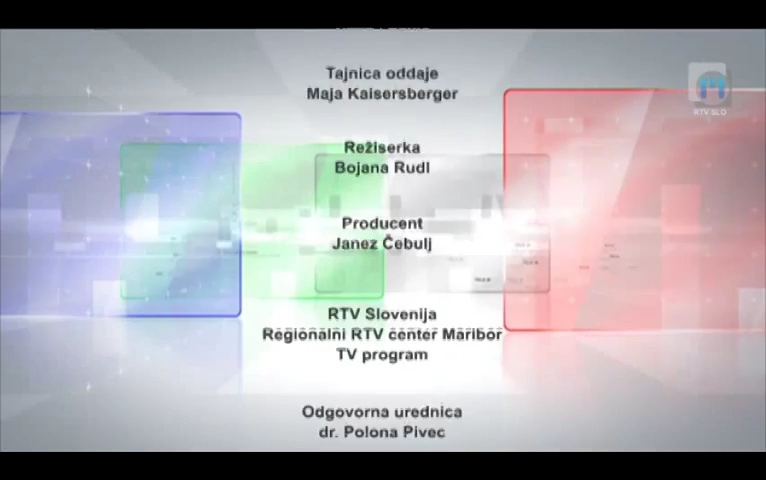 Tajnica oddaje
Maja Kaisersberger
RTV SLO
Režiserka
Bojana Rudl
Producent
Janez Čebulj
RTV Slovenija
Regionalni RTV center Maribor
TV program
Odgovorna urednica
dr. Polona Pivec